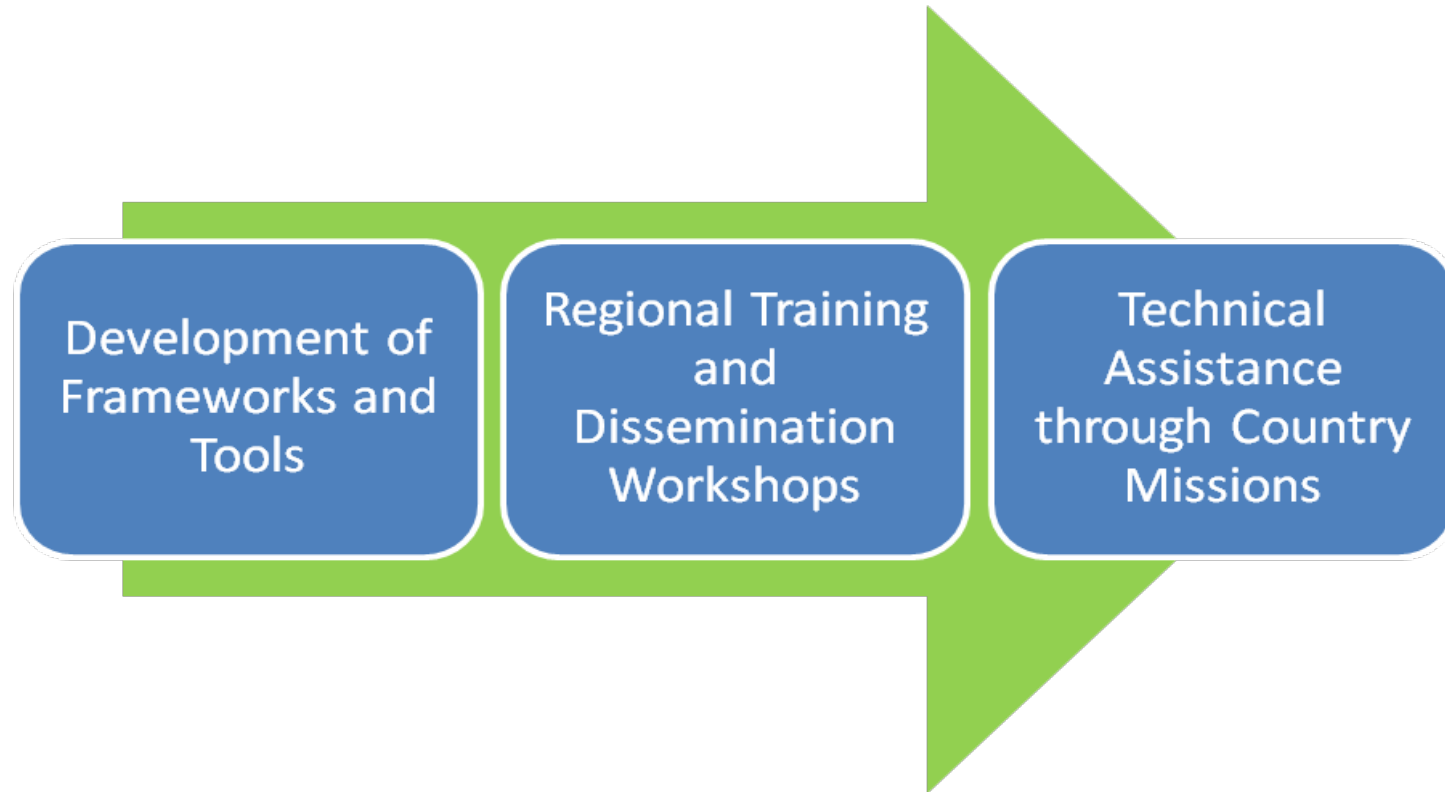 Development of
Frameworks and
Tools
Regional Training
and
Dissemination
Workshops
Technical
Assistance
through Country
Missions